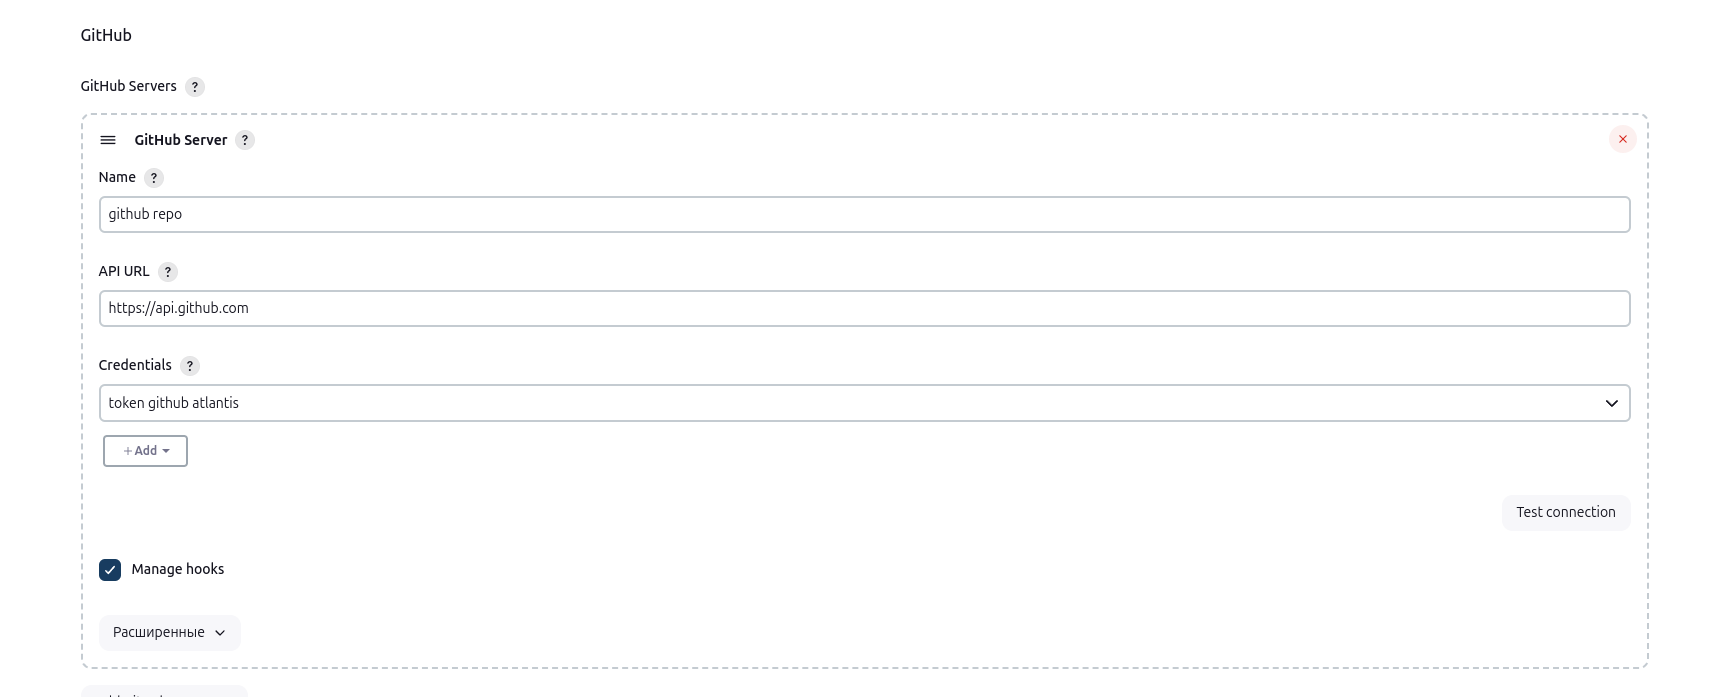 GitHub
GitHub Servers ?
GitHub Server ?
Name ?
github repo
API URL ?
https://api.github.com
Credentials ?
token github atlantis
+ Add
Test connection
Manage hooks
Расширенные